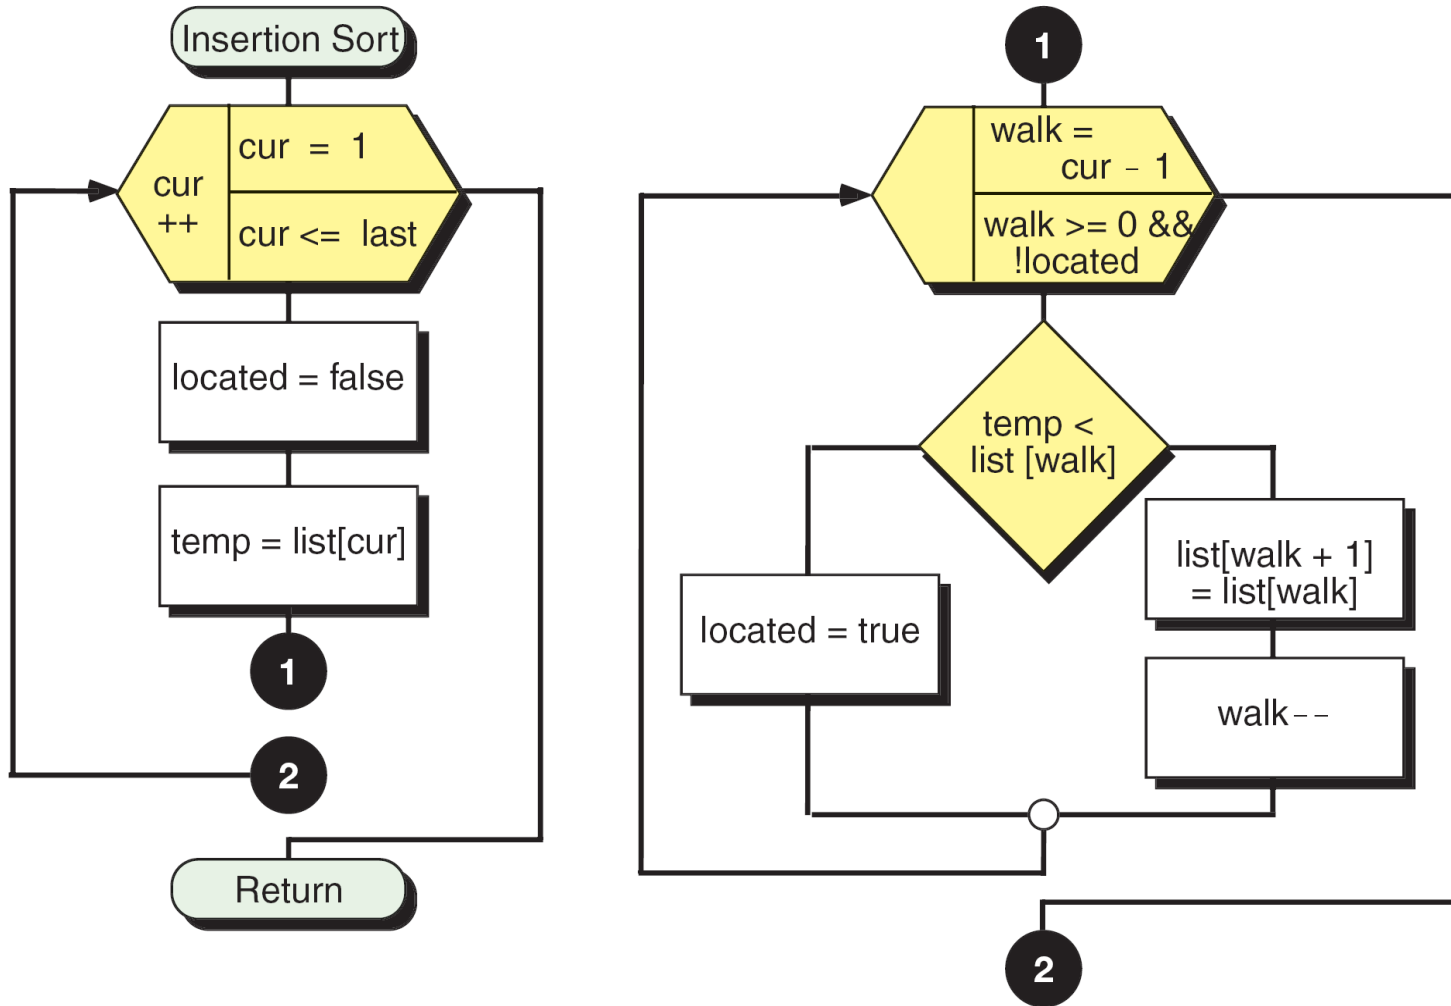 Insertion Sort
cur
++
cur = 1
cur <= last
located = false
temp = list[cur]
1
2
Return
1
walk =
cur - 1
walk >= 0 &&
!located
temp <
list [walk]
located = true
list[walk + 1]
= list[walk]
walk--
2